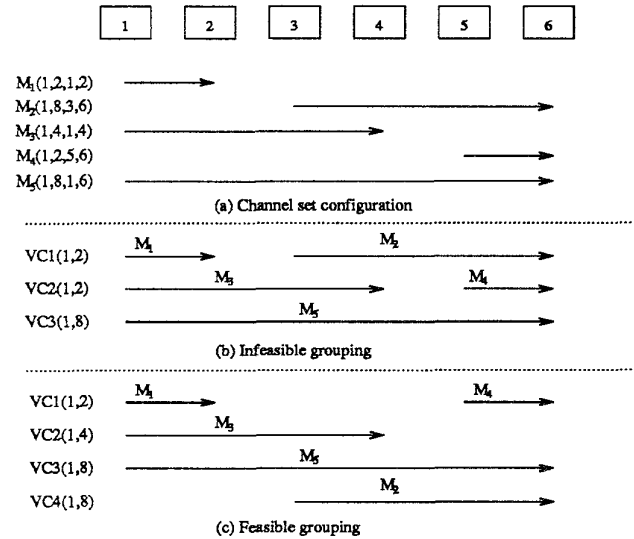 1 2 3 4 5 6
M1(1,2,1,2)
M2(1,8,3,6)
M3(1,4,1,4)
M4(1,2,5,6)
M5(1,8,1,6)
(a) Channel set configuration
M1 M2
VC1(1,2)
M3 M4
VC2(1,2)
M5
VC3(1,8)
(b) Infeasible grouping
M1 M4
VC1(1,2)
M3
VC2(1,4)
M5
VC3(1,8)
M2
VC4(1,8)
(c) Feasible grouping